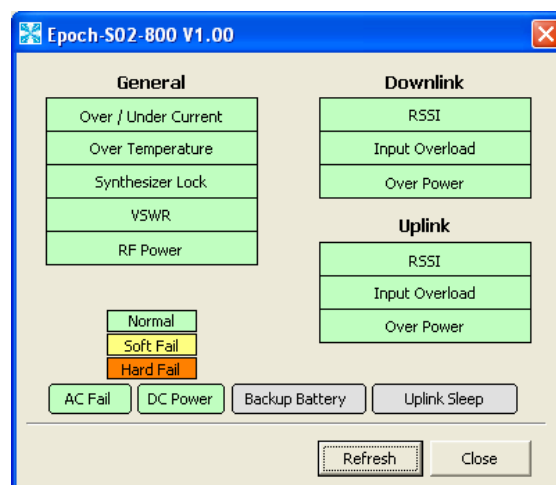 Epoch-S02-800 V1.00
General
Over / Under Current
Over Temperature
Synthesizer Lock
VSWR
RF Power
Downlink
RSSI
Input Overload
Over Power
Uplink
RSSI
Input Overload
Over Power
Normal
Soft Fail
Hard Fail
AC Fail
DC Power
Backup Battery
Uplink Sleep
Refresh
Close